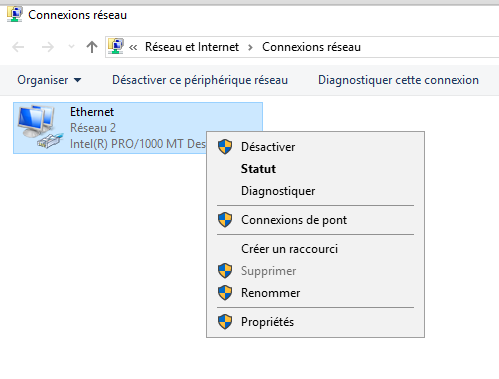 Connexions réseau
« Réseau et Internet > Connexions réseau
Organiser Désactiver ce périphérique réseau Diagnostiquer cette connexion
Ethernet
Réseau 2
Intel(R) PRO/1000 MT Des
Désactiver
Statut
Diagnostiquer
Connexions de pont
Créer un raccourci
Supprimer
Renommer
Propriétés